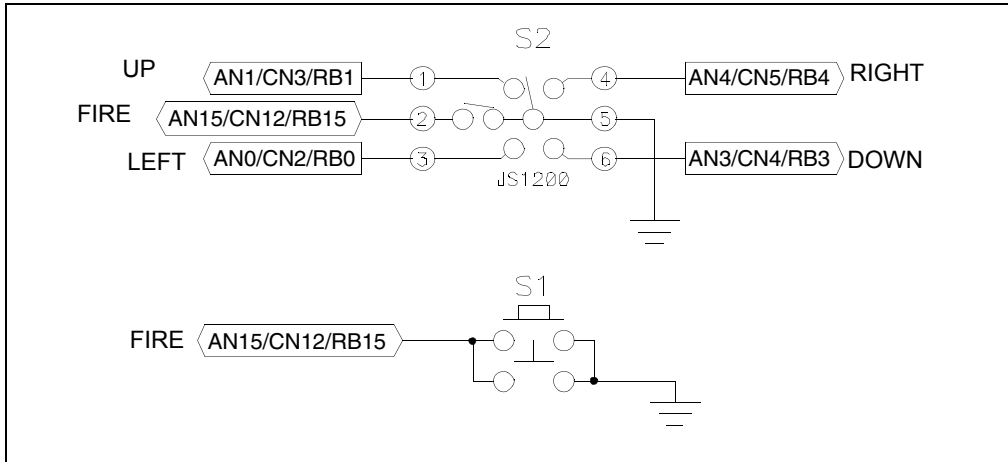 S2
UP AN1/CN3/RB1 1 4 AN4/CN5/RB4 RIGHT
FIRE AN15/CN12/RB15 2 5
LEFT AN0/CN2/RB0 3 6 AN3/CN4/RB3 DOWN
JS1200
S1
FIRE AN15/CN12/RB15